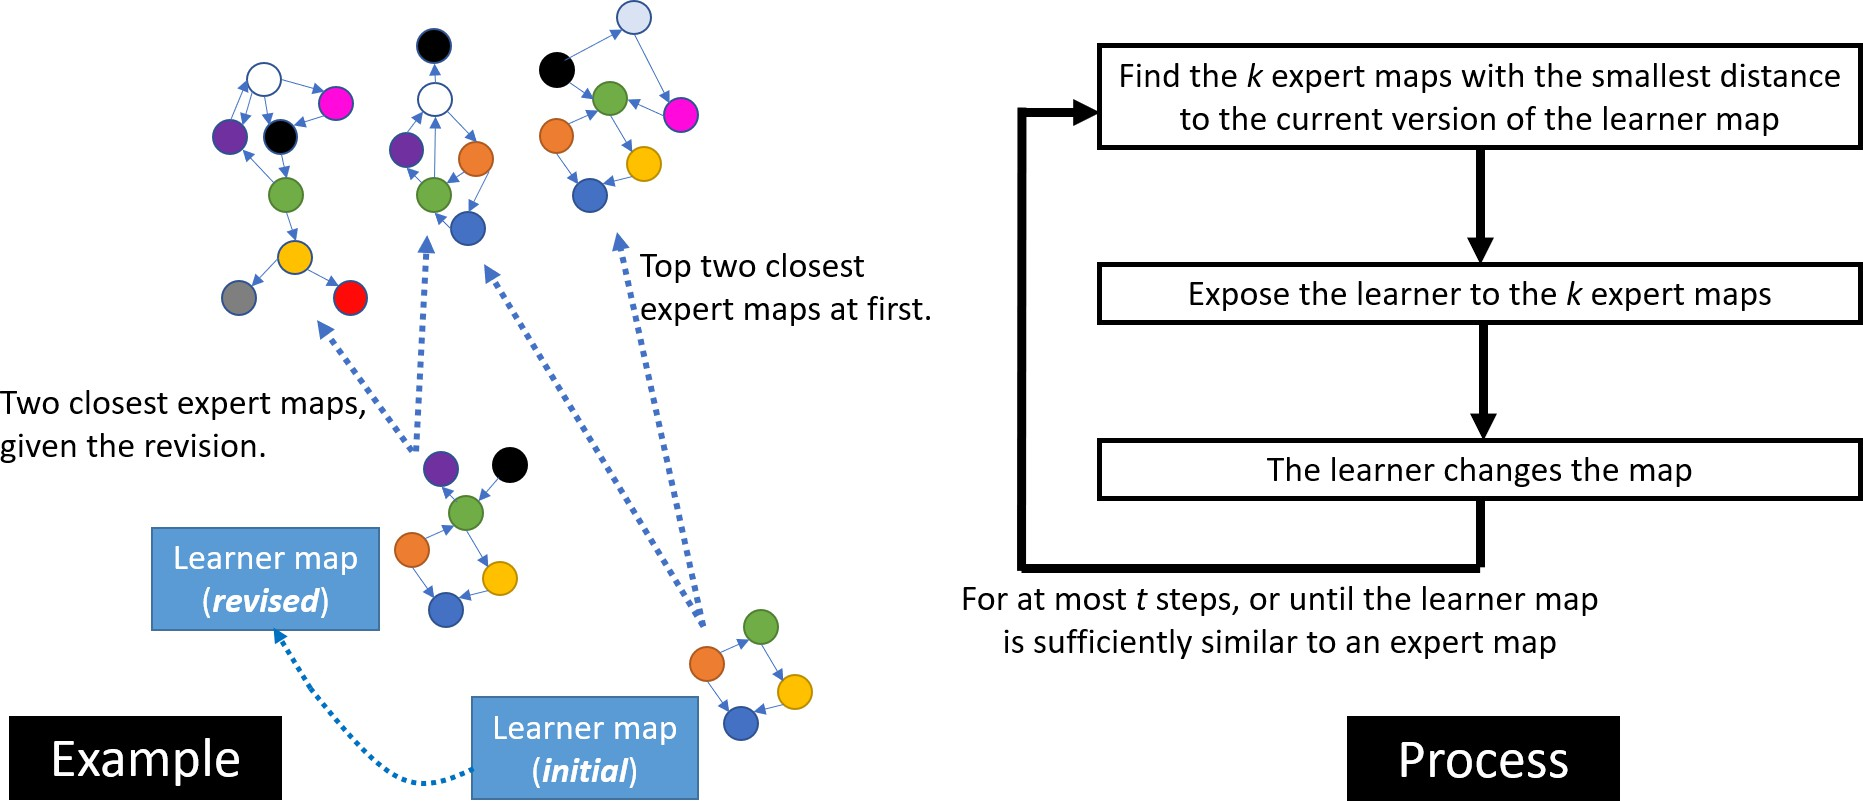 Top two closest
expert maps at first.
Two closest expert maps,
given the revision.
Learner map
(revised)
Learner map
(initial)
Example
Find the k expert maps with the smallest distance
to the current version of the learner map
Expose the learner to the k expert maps
The learner changes the map
For at most t steps, or until the learner map
is sufficiently similar to an expert map
Process